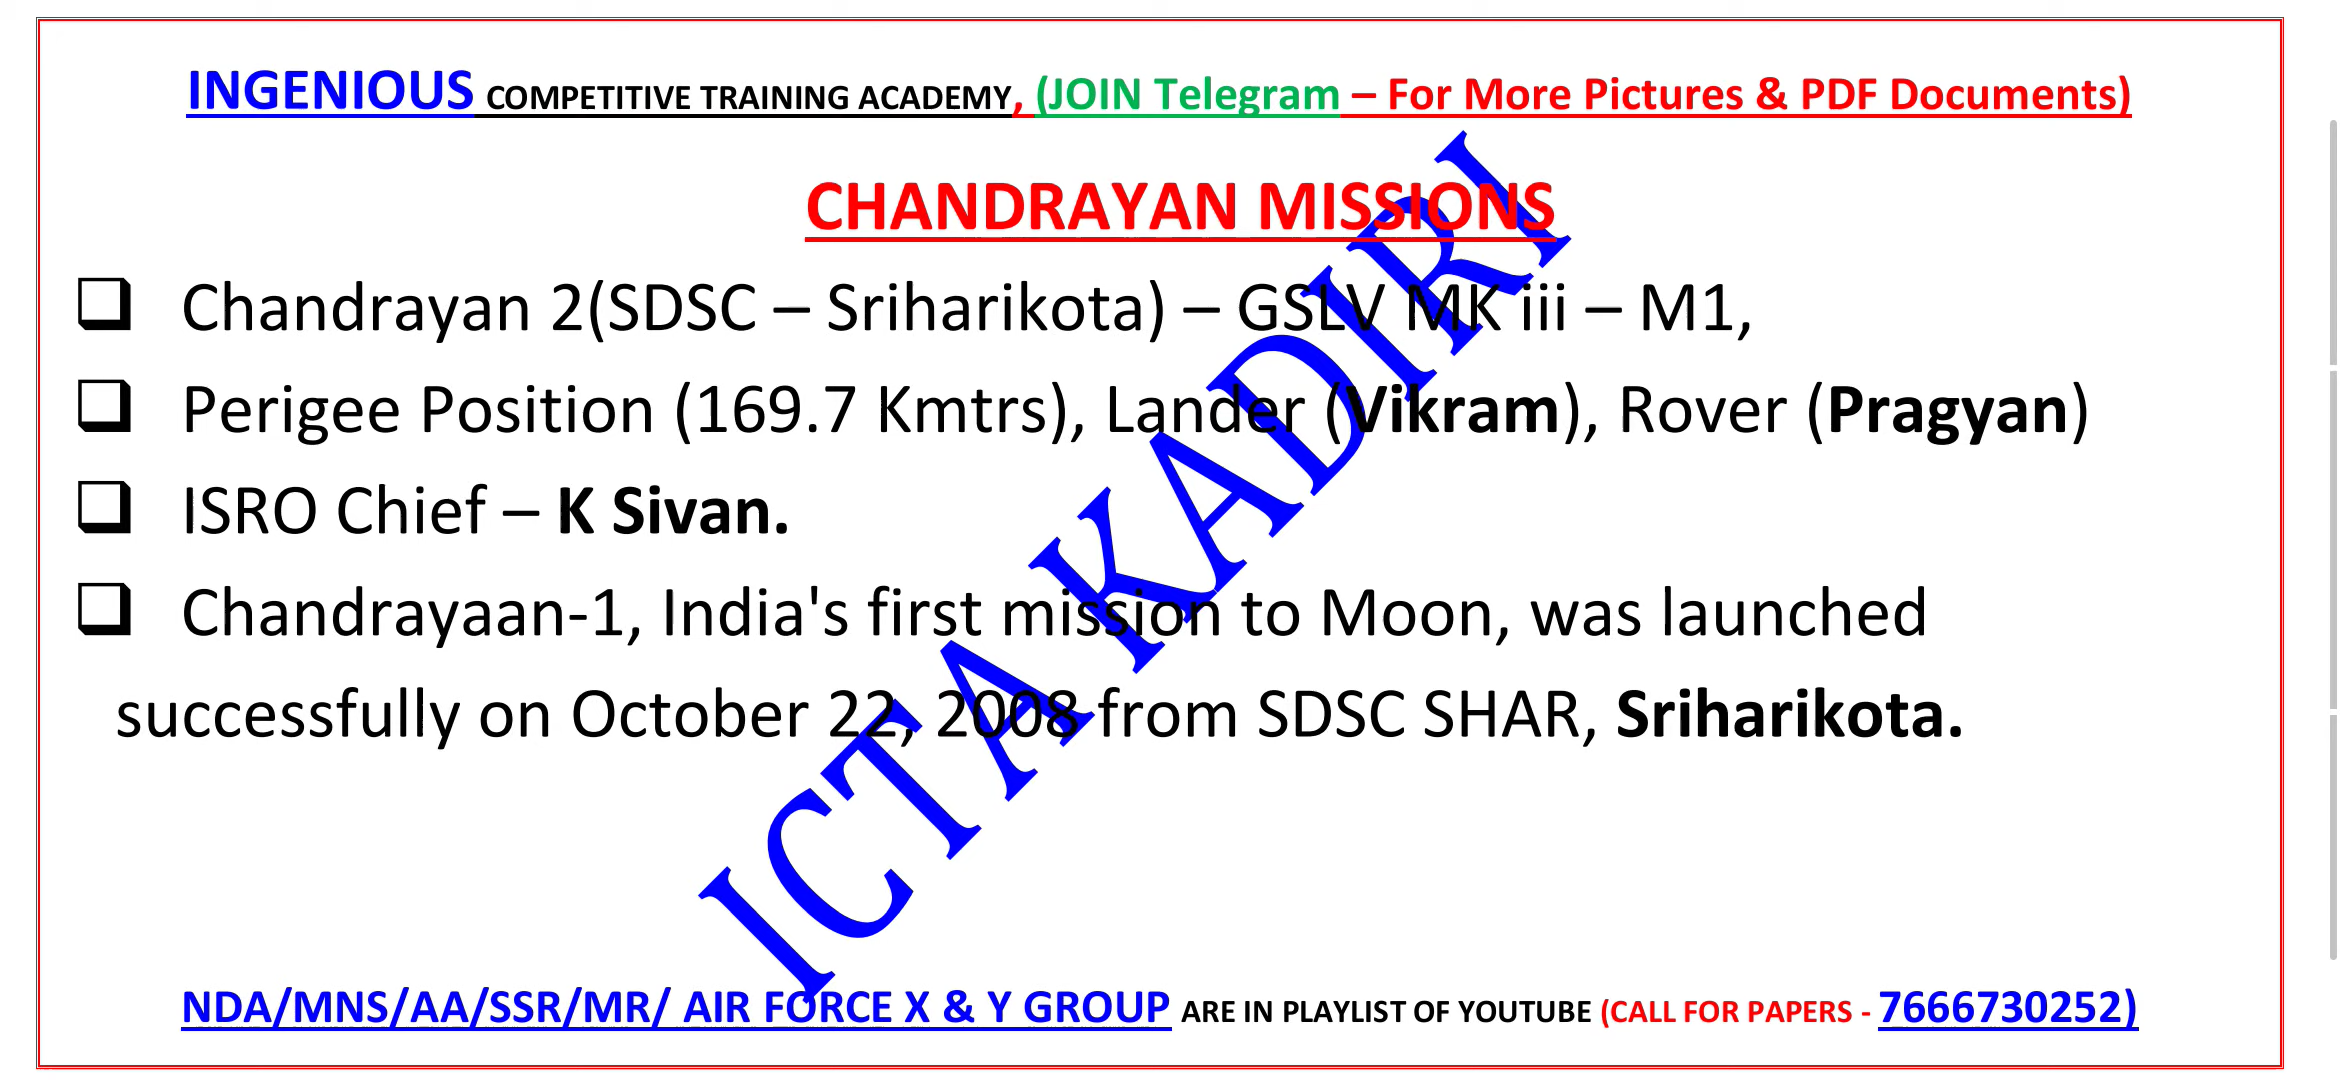 INGENIOUS COMPETITIVE TRAINING ACADEMY, (JOIN Telegram – For More Pictures & PDF Documents)
CHANDRAYAN MISSIONS
Chandrayan 2(SDSC – Sriharikota) – GSLV MK iii – M1,
Perigee Position (169.7 Kmtrs), Lander (Vikram), Rover (Pragyan)
ISRO Chief – K Sivan.
Chandrayaan-1, India's first mission to Moon, was launched
successfully on October 22, 2008 from SDSC SHAR, Sriharikota.
ICTA KADIRI
NDA/MNS/AA/SSR/MR/ AIR FORCE X & Y GROUP ARE IN PLAYLIST OF YOUTUBE (CALL FOR PAPERS - 7666730252)